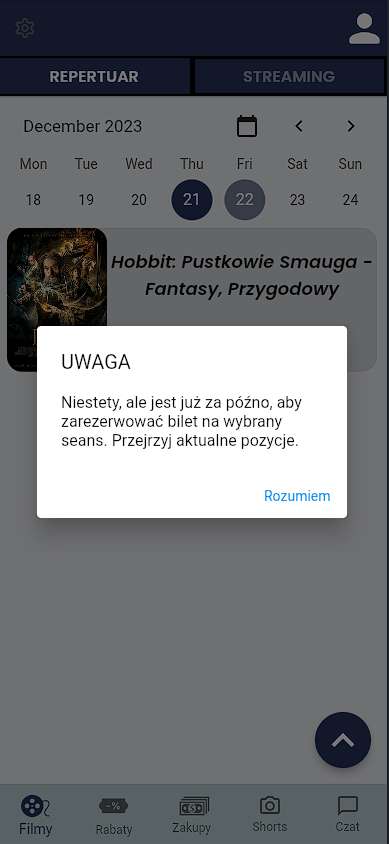 REPERTUAR STREAMING
December 2023
Mon Tue Wed Thu Fri Sat Sun
18 19 20 21 22 23 24
Hobbit: Pustkowie Smauga -
Fantasy, Przygodowy
UWAGA
Niestety, ale jest już za późno, aby
zarezerwować bilet na wybrany
seans. Przejrzyj aktualne pozycje.
Rozumiem
-%
Filmy Rabaty Zakupy Shorts Czat